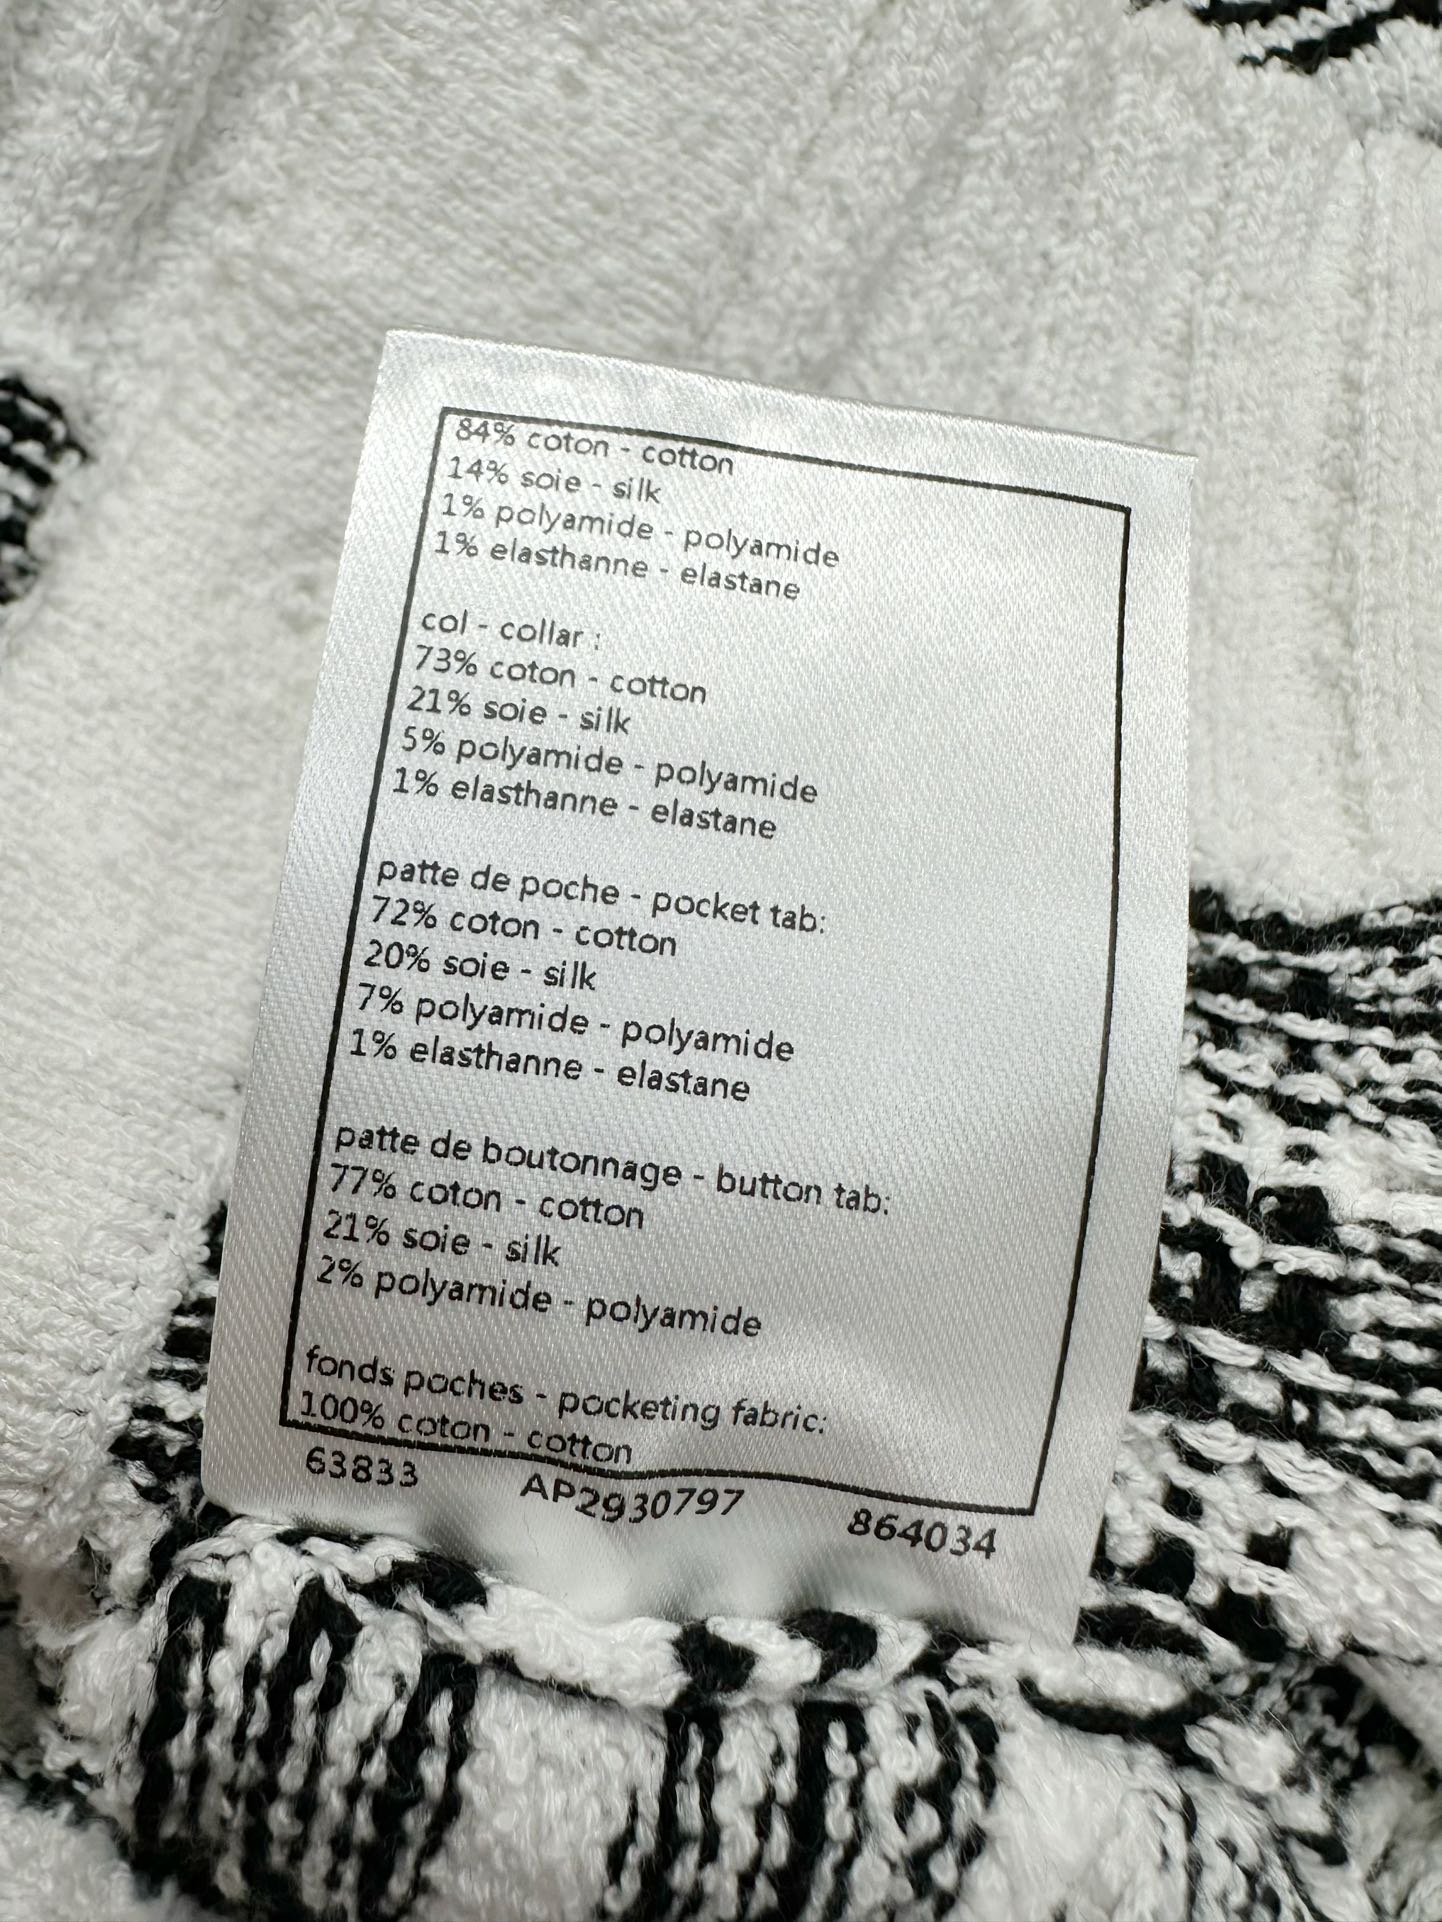 84% coton - cotton
14% soie - silk
1% polyamide - polyamide
1% elasthanne - elastane
col - collar :
73% coton - cotton
21% soie - silk
5% polyamide - polyamide
1% elasthanne - elastane
patte de poche - pocket tab:
72% coton - cotton
20% soie - silk
7% polyamide - polyamide
1% elasthanne - elastane
patte de boutonnage - button tab:
77% coton - cotton
21% soie - silk
2% polyamide - polyamide
fonds poches - pocketing fabric:
100% coton - cotton
63833 AP2930797 864034